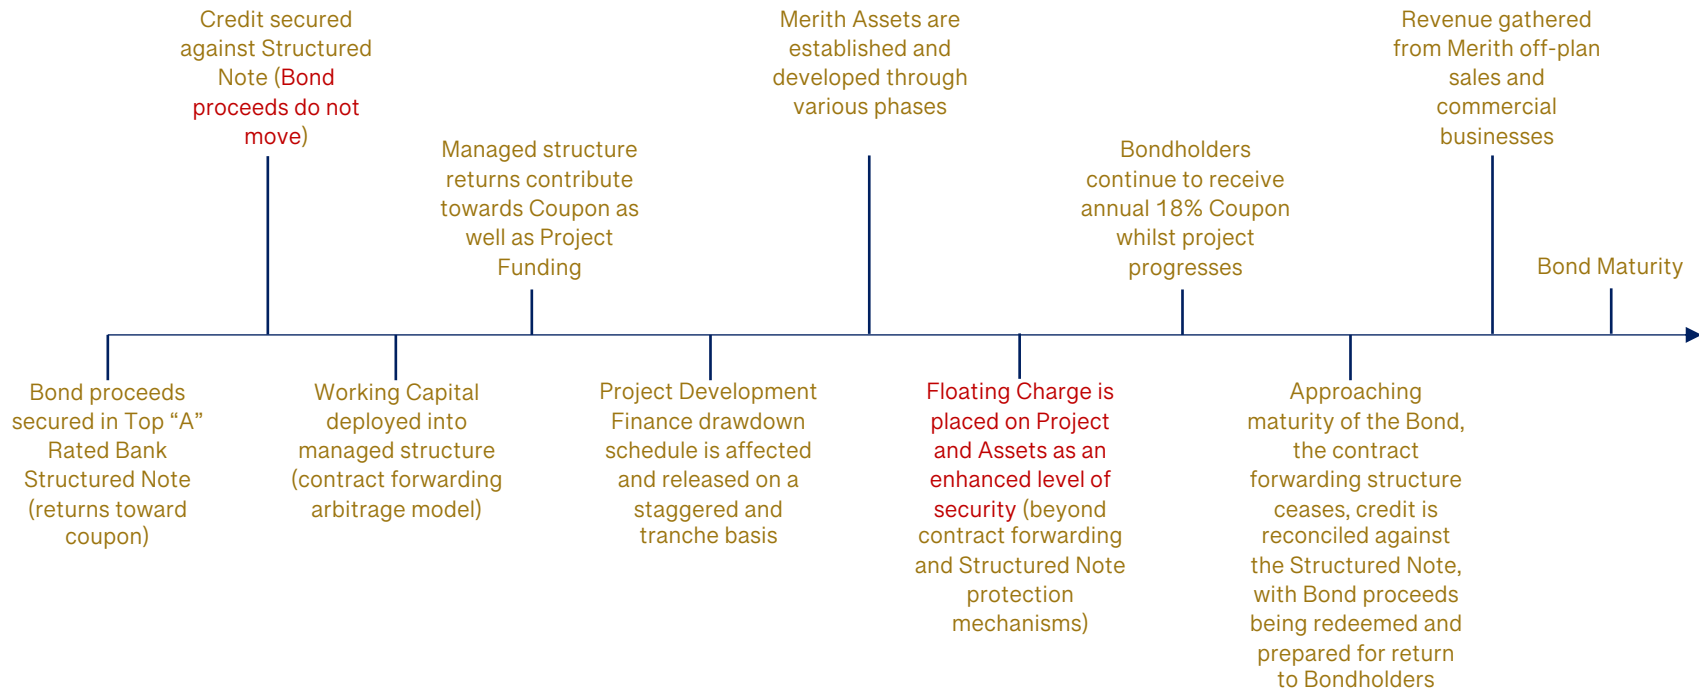 Credit secured
against Structured
Note (Bond
proceeds do not
move)
Merith Assets are
established and
developed through
various phases
Revenue gathered
from Merith off-plan
sales and
commercial
businesses
Managed structure
returns contribute
towards Coupon as
well as Project
Funding
Bondholders
continue to receive
annual 18% Coupon
whilst project
progresses
Bond Maturity
Bond proceeds
secured in Top “A”
Rated Bank
Structured Note
(returns toward
coupon)
Working Capital
deployed into
managed structure
(contract forwarding
arbitrage model)
Project Development
Finance drawdown
schedule is affected
and released on a
staggered and
tranche basis
Floating Charge is
placed on Project
and Assets as an
enhanced level of
security (beyond
contract forwarding
and Structured Note
protection
mechanisms)
Approaching
maturity of the Bond,
the contract
forwarding structure
ceases, credit is
reconciled against
the Structured Note,
with Bond proceeds
being redeemed and
prepared for return
to Bondholders